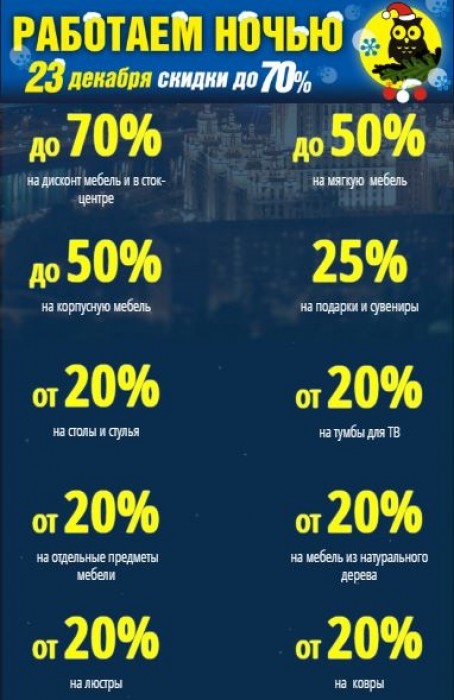 РАБОТАЕМ НОЧЬЮ
23 декабря скидки до 70%
до 70%
на дисконт мебель и в сток-
центре
до 50%
на мягкую мебель
до 50%
на корпусную мебель
25%
на подарки и сувениры
от 20%
на столы и стулья
от 20%
на тумбы для ТВ
от 20%
на отдельные предметы
мебели
от 20%
на мебель из натурального
дерева
от 20%
на люстры
от 20%
на ковры